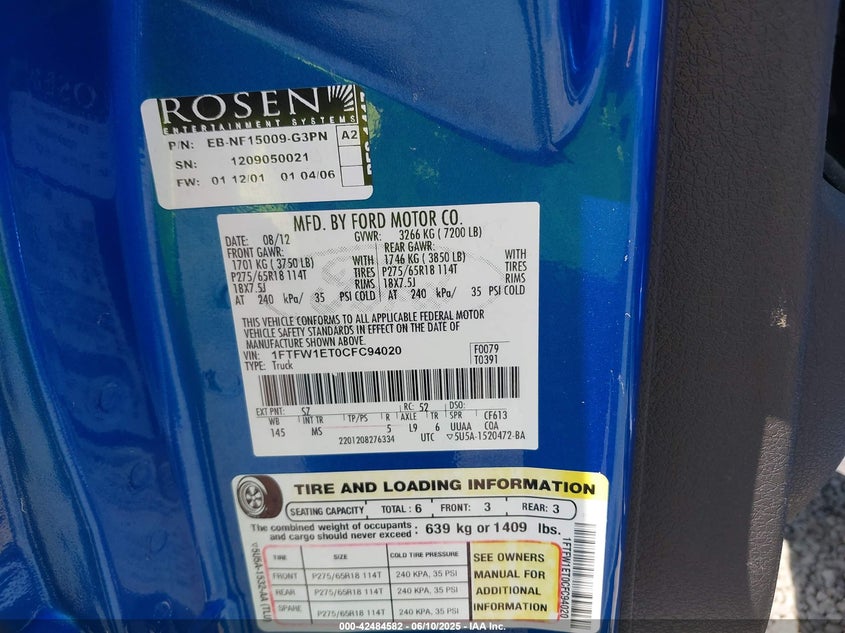 ROSEN
ENTERTAINMENT SYSTEMS
P/N: EB-NF15009-G3PN A2
SN: 1209050021
FW: 01 12/01 01 04/06
MFD. BY FORD MOTOR CO.
DATE: 08/12 GVWR: 3266 KG ( 7200 LB)
FRONT GAWR: REAR GAWR:
1701 KG ( 3750 LB) WITH 1746 KG ( 3850 LB) WITH
P275/65R18 114T TIRES P275/65R18 114T TIRES
18X7.5J RIMS 18X7.5J RIMS
AT 240 kPa/ 35 PSI COLD AT 240 kPa/ 35 PSI COLD
THIS VEHICLE CONFORMS TO ALL APPLICABLE FEDERAL MOTOR
VEHICLE SAFETY STANDARDS IN EFFECT ON THE DATE OF
MANUFACTURE SHOWN ABOVE.
VIN: 1FTFW1ET0CFC94020 F0079
TYPE: Truck T0391
EXT PNT: SZ RC: 52 DSO:
WB INT TR TP/PS R AXLE TR SPR CF613
145 MS 5 L9 6 UUAA COA
2201208276334 UTC ▽5U5A-1520472-BA
TIRE AND LOADING INFORMATION
SEATING CAPACITY TOTAL : 6 FRONT: 3 REAR: 3
The combined weight of occupants
and cargo should never exceed : 639 kg or 1409 lbs.
TIRE SIZE COLD TIRE PRESSURE
FRONT P275/65R18 114T 240 KPA, 35 PSI
REAR P275/65R18 114T 240 KPA, 35 PSI
SPARE P275/65R18 114T 240 KPA, 35 PSI
SEE OWNERS
MANUAL FOR
ADDITIONAL
INFORMATION
1FTFW1ET0CFC94020
000-42484582 - 06/10/2025 - IAA Inc.